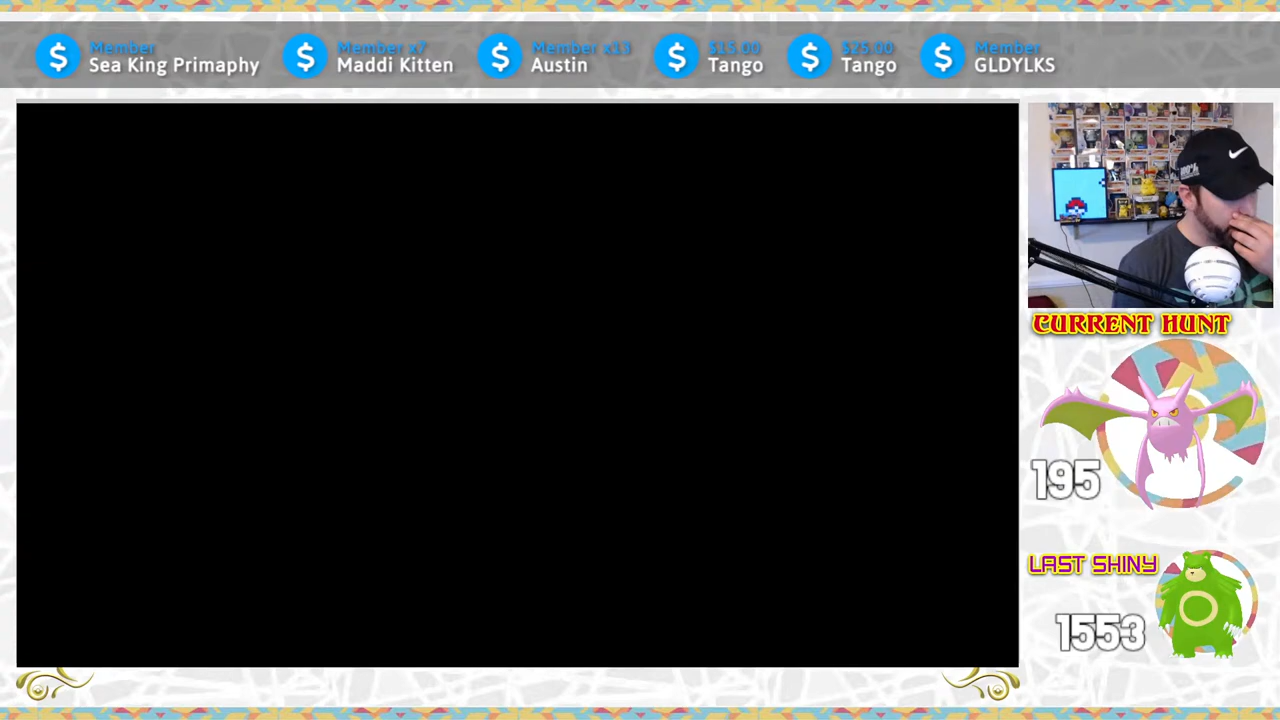 Member
Sea King Primaphy
Member x7
Maddi Kitten
Member x13
Austin
$15.00
Tango
$25.00
Tango
Member
GLDYLKS
CURRENT HUNT
195
LAST SHINY
1553